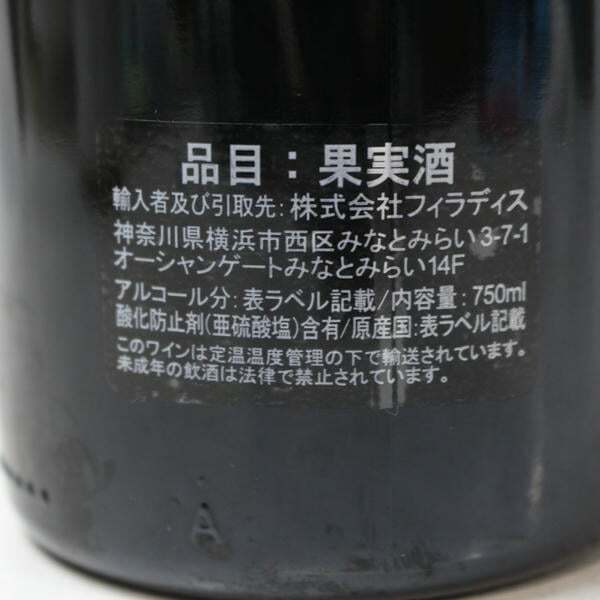 品目：果実酒
輸入者及び引取先：株式会社フィラディス
神奈川県横浜市西区みなとみらい3-7-1
オーシャンゲートみなとみらい14F
アルコール分：表ラベル記載/内容量：750ml
酸化防止剤(亜硫酸塩)含有/原産国：表ラベル記載
このワインは定温温度管理の下で輸送されています。
未成年の飲酒は法律で禁止されています。
A